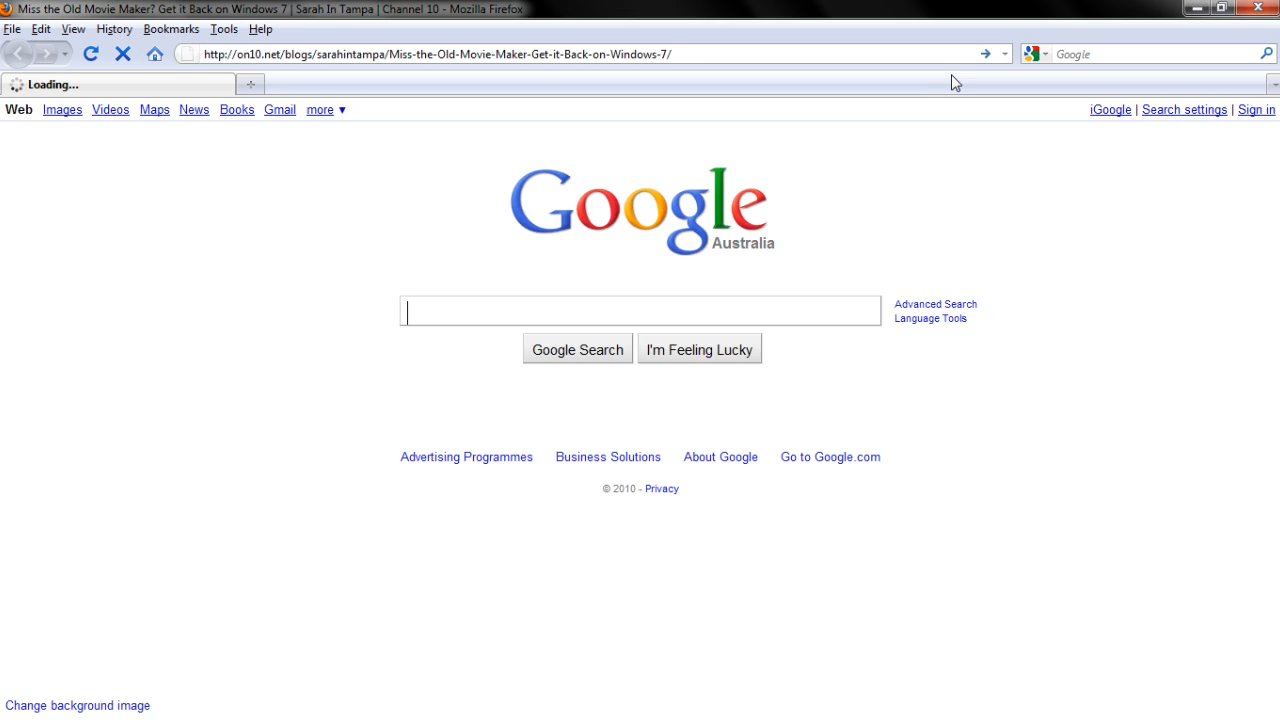 Miss the Old Movie Maker? Get it Back on Windows 7 | Sarah In Tampa | Channel 10 - Mozilla Firefox
File Edit View History Bookmarks Tools Help
http://on10.net/blogs/sarahintampa/Miss-the-Old-Movie-Maker-Get-it-Back-on-Windows-7/ Google
Loading...
Web Images Videos Maps News Books Gmail more ▼ iGoogle | Search settings | Sign in
Google
Australia
Advanced Search
Language Tools
Google Search I'm Feeling Lucky
Advertising Programmes Business Solutions About Google Go to Google.com
© 2010 - Privacy
Change background image